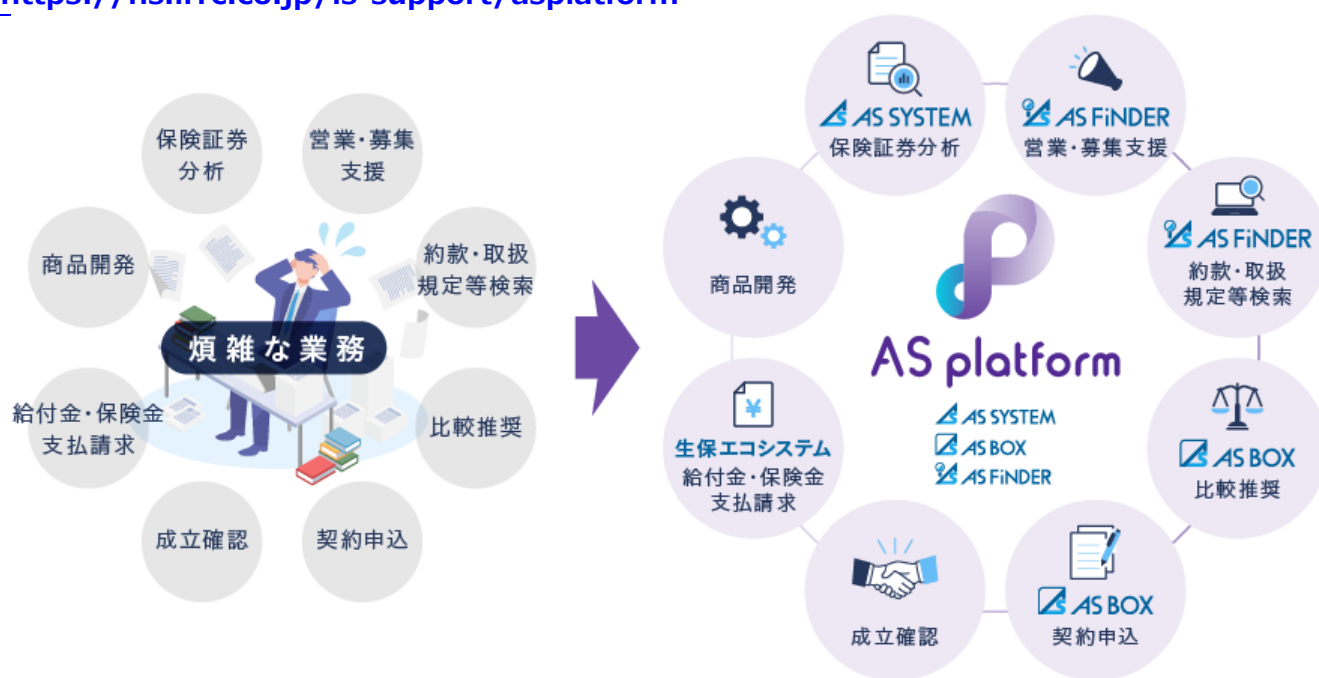 保険証券
分析
営業・募集
支援
商品開発
約款・取扱
規定等検索
煩雑な業務
給付金・保険金
支払請求
比較推奨
成立確認
契約申込
AS SYSTEM
保険証券分析
AS FiNDER
営業・募集支援
商品開発
AS FiNDER
約款・取扱
規定等検索
AS platform
AS SYSTEM
AS BOX
AS FiNDER
生保エコシステム
給付金・保険金
支払請求
AS BOX
比較推奨
成立確認
AS BOX
契約申込